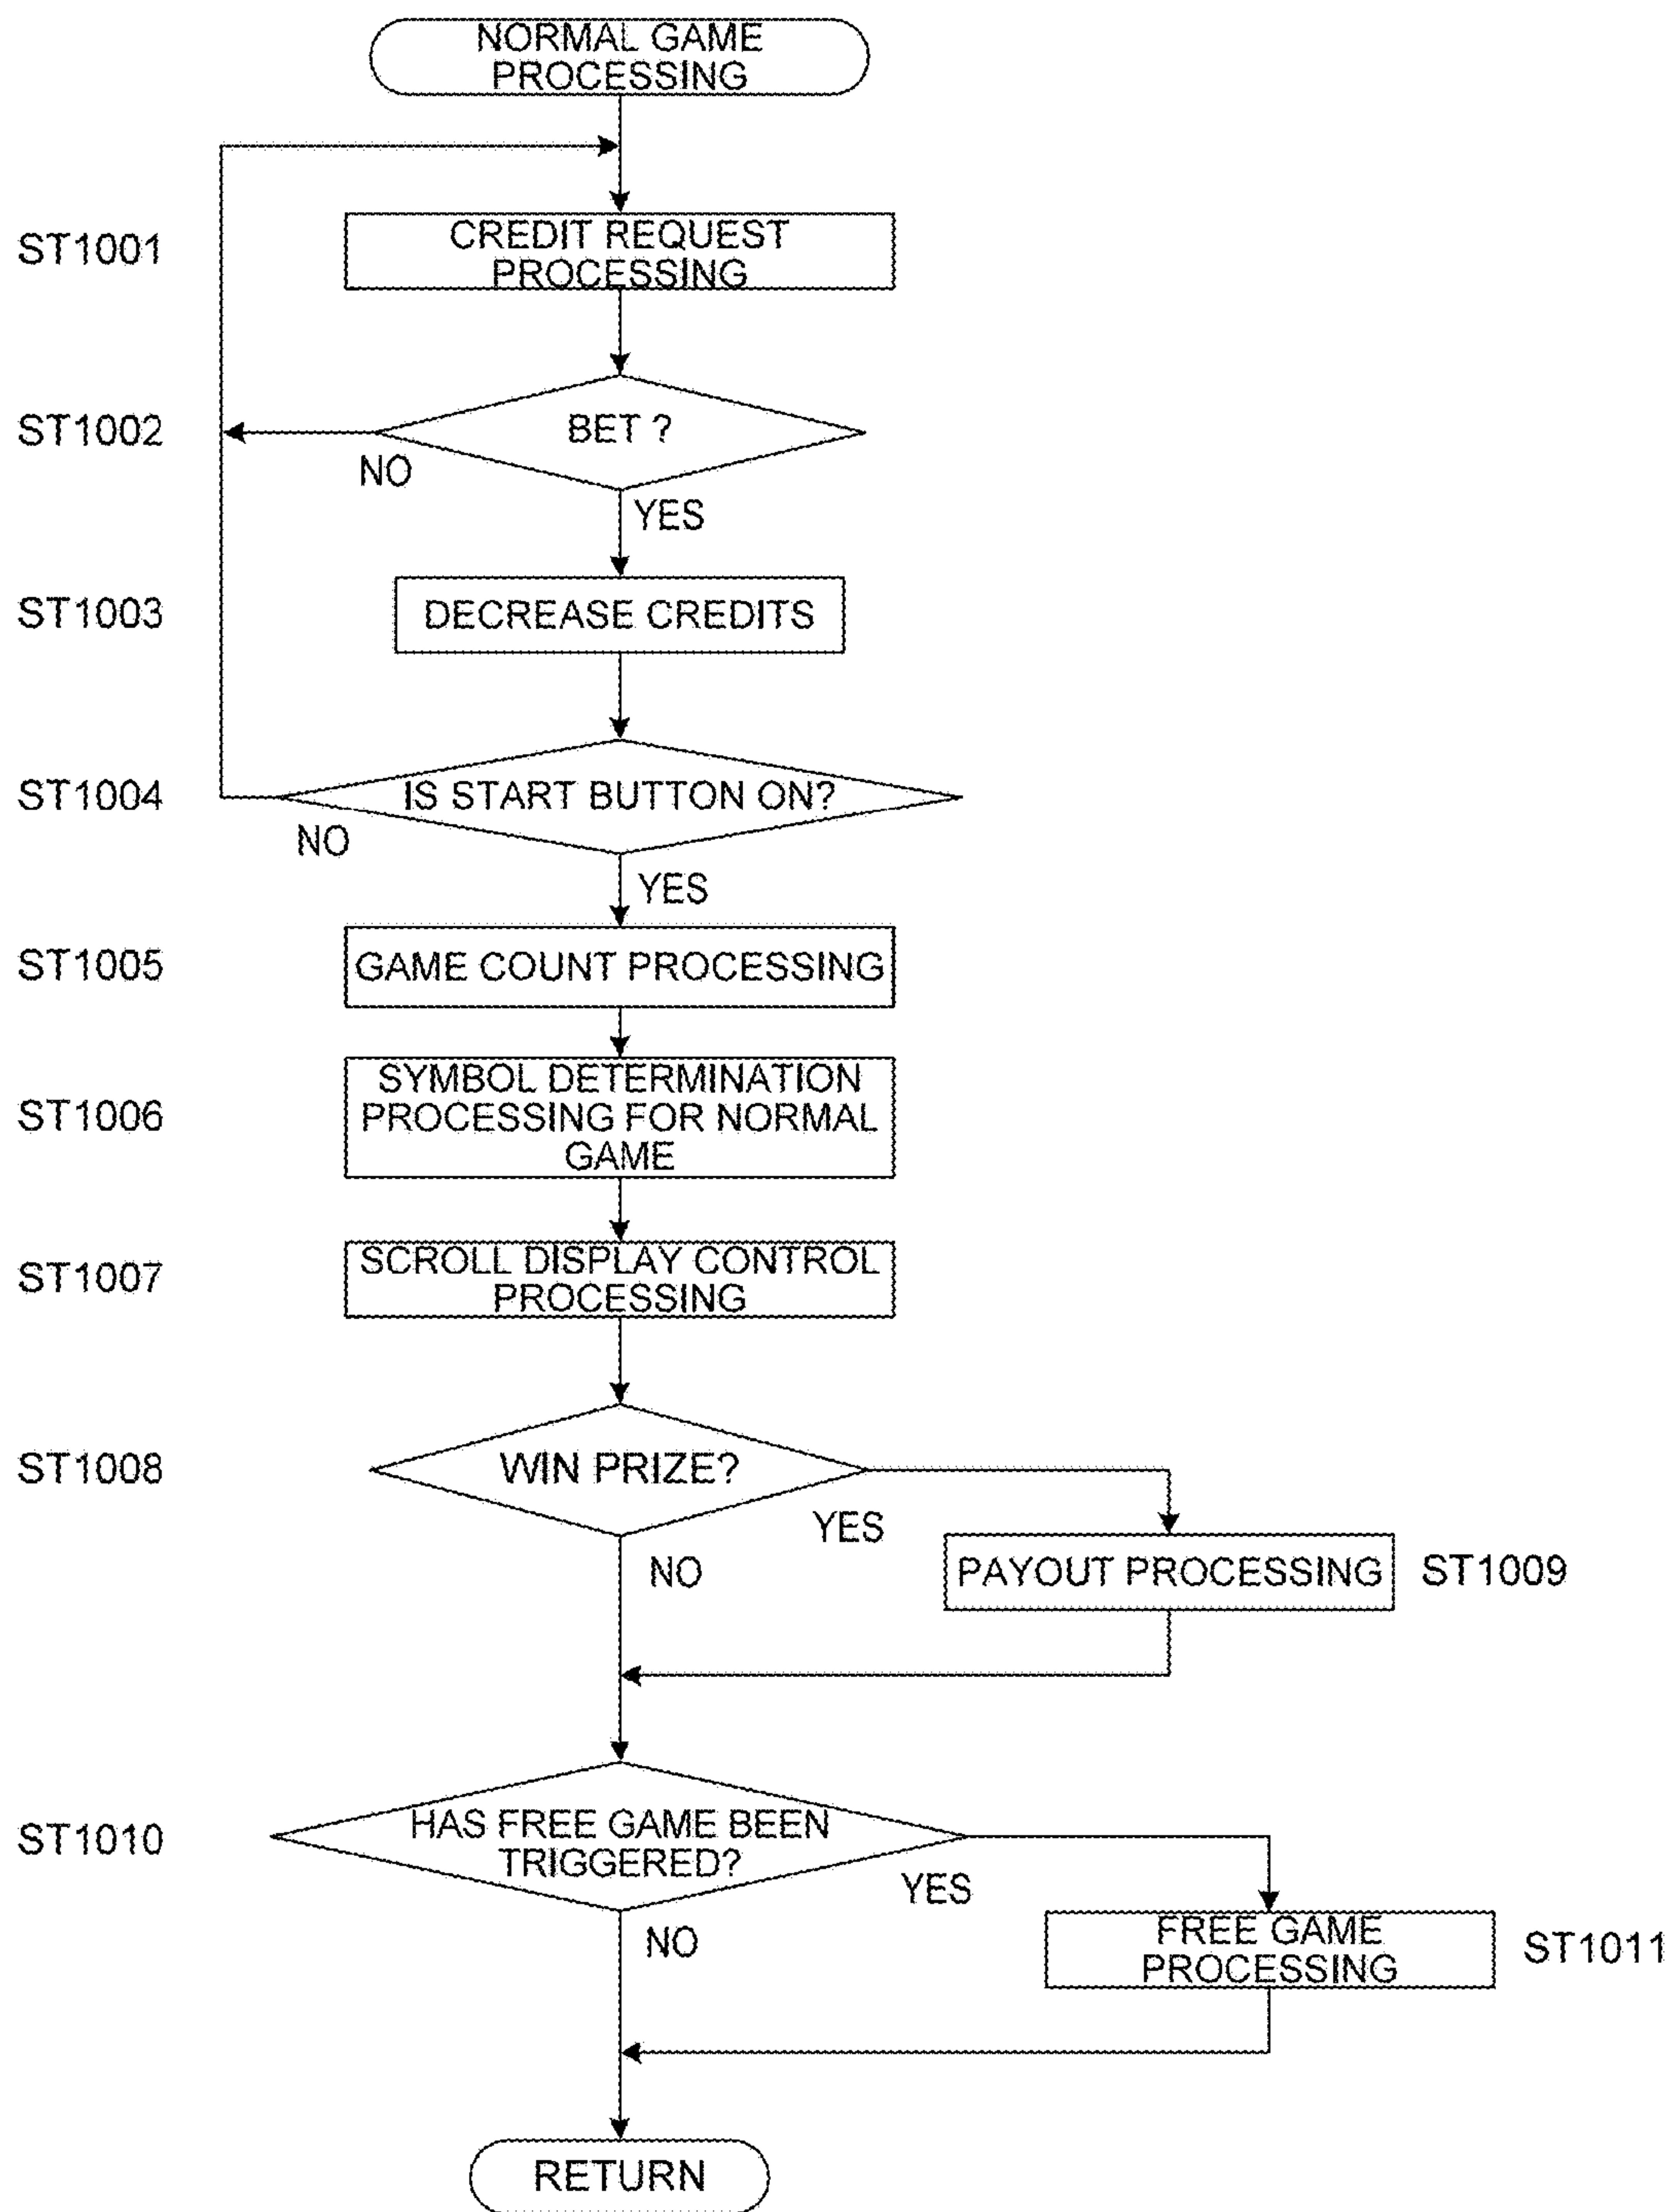 NORMAL GAME
PROCESSING
ST1001
CREDIT REQUEST
PROCESSING
ST1002
BET ?
NO
YES
ST1003
DECREASE CREDITS
ST1004
IS START BUTTON ON?
NO
YES
ST1005
GAME COUNT PROCESSING
ST1006
SYMBOL DETERMINATION
PROCESSING FOR NORMAL
GAME
ST1007
SCROLL DISPLAY CONTROL
PROCESSING
ST1008
WIN PRIZE?
YES
NO
PAYOUT PROCESSING
ST1009
ST1010
HAS FREE GAME BEEN
TRIGGERED?
YES
NO
FREE GAME
PROCESSING
ST1011
RETURN